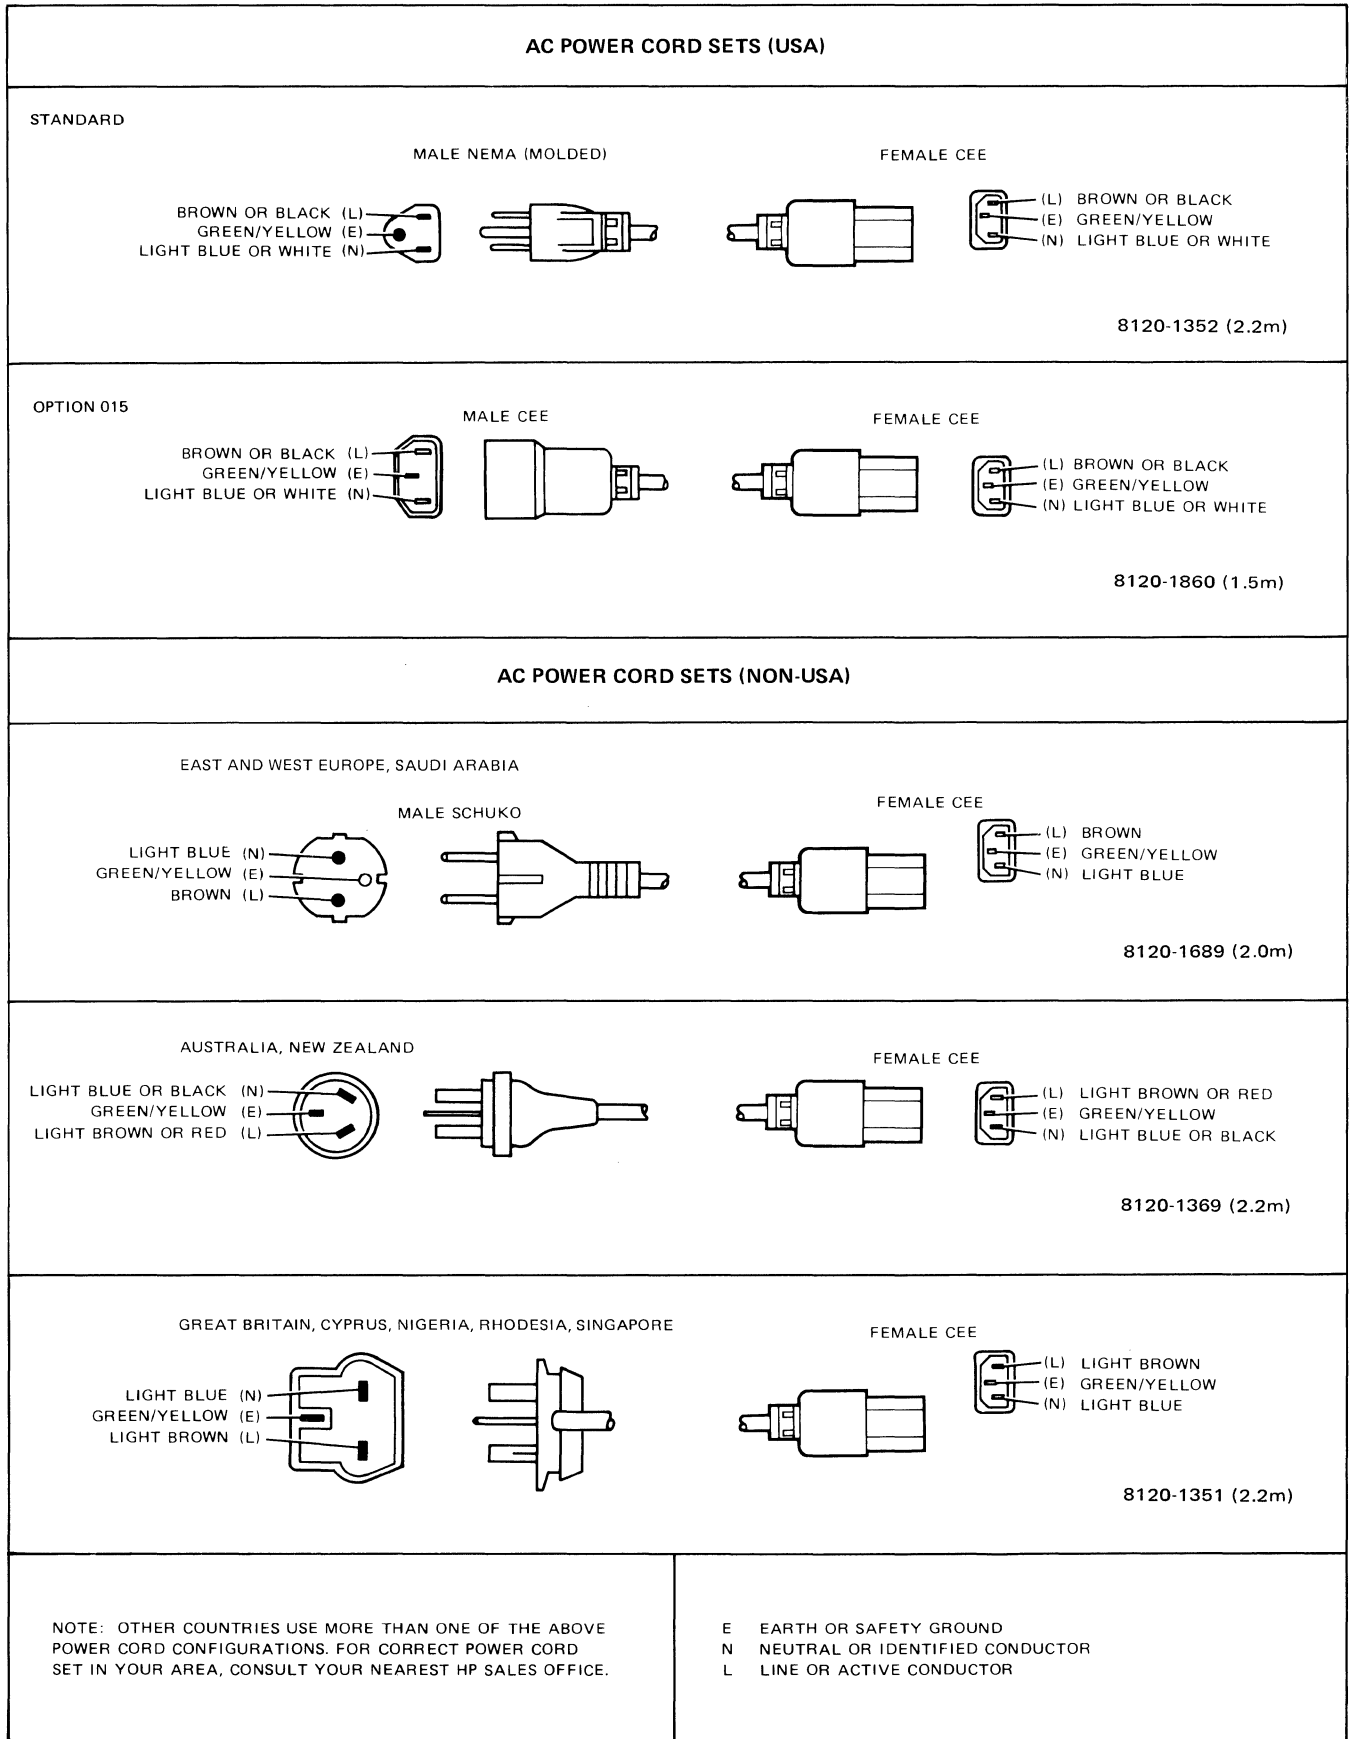 AC POWER CORD SETS (USA)
STANDARD
MALE NEMA (MOLDED)
FEMALE CEE
BROWN OR BLACK (L)
GREEN/YELLOW (E)
LIGHT BLUE OR WHITE (N)
(L) BROWN OR BLACK
(E) GREEN/YELLOW
(N) LIGHT BLUE OR WHITE
8120-1352 (2.2m)
OPTION 015
MALE CEE
FEMALE CEE
BROWN OR BLACK (L)
GREEN/YELLOW (E)
LIGHT BLUE OR WHITE (N)
(L) BROWN OR BLACK
(E) GREEN/YELLOW
(N) LIGHT BLUE OR WHITE
8120-1860 (1.5m)
AC POWER CORD SETS (NON-USA)
EAST AND WEST EUROPE, SAUDI ARABIA
MALE SCHUKO
FEMALE CEE
LIGHT BLUE (N)
GREEN/YELLOW (E)
BROWN (L)
(L) BROWN
(E) GREEN/YELLOW
(N) LIGHT BLUE
8120-1689 (2.0m)
AUSTRALIA, NEW ZEALAND
FEMALE CEE
LIGHT BLUE OR BLACK (N)
GREEN/YELLOW (E)
LIGHT BROWN OR RED (L)
(L) LIGHT BROWN OR RED
(E) GREEN/YELLOW
(N) LIGHT BLUE OR BLACK
8120-1369 (2.2m)
GREAT BRITAIN, CYPRUS, NIGERIA, RHODESIA, SINGAPORE
FEMALE CEE
LIGHT BLUE (N)
GREEN/YELLOW (E)
LIGHT BROWN (L)
(L) LIGHT BROWN
(E) GREEN/YELLOW
(N) LIGHT BLUE
8120-1351 (2.2m)
NOTE: OTHER COUNTRIES USE MORE THAN ONE OF THE ABOVE
POWER CORD CONFIGURATIONS. FOR CORRECT POWER CORD
SET IN YOUR AREA, CONSULT YOUR NEAREST HP SALES OFFICE.
E EARTH OR SAFETY GROUND
N NEUTRAL OR IDENTIFIED CONDUCTOR
L LINE OR ACTIVE CONDUCTOR